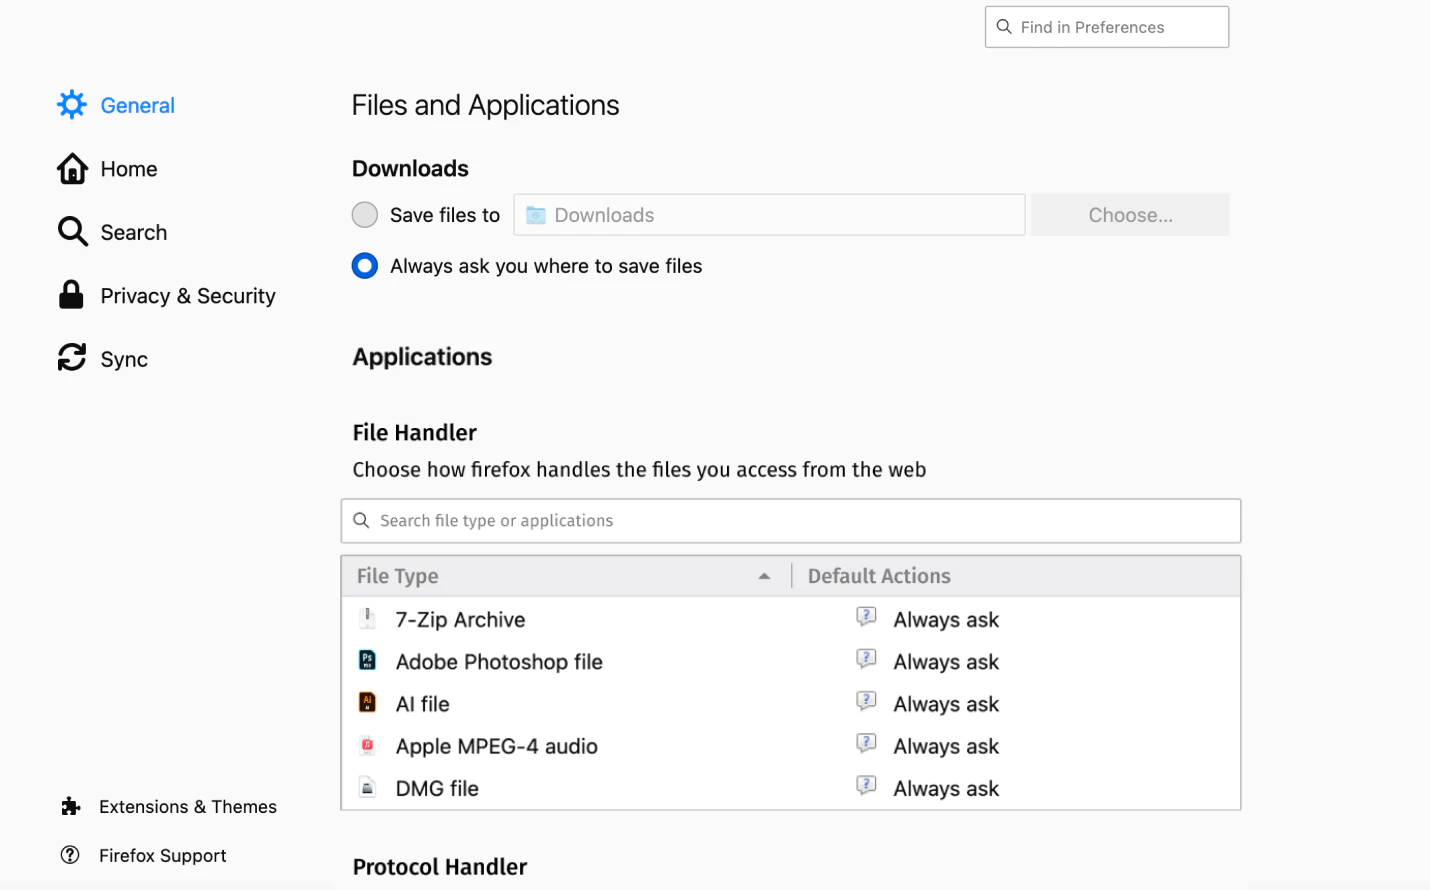 Find in Preferences
General
Home
Search
Privacy & Security
Sync
Extensions & Themes
Firefox Support
Files and Applications
Downloads
Save files to Downloads Choose...
Always ask you where to save files
Applications
File Handler
Choose how firefox handles the files you access from the web
Search file type or applications
File Type Default Actions
7-Zip Archive Always ask
Adobe Photoshop file Always ask
AI file Always ask
Apple MPEG-4 audio Always ask
DMG file Always ask
Protocol Handler